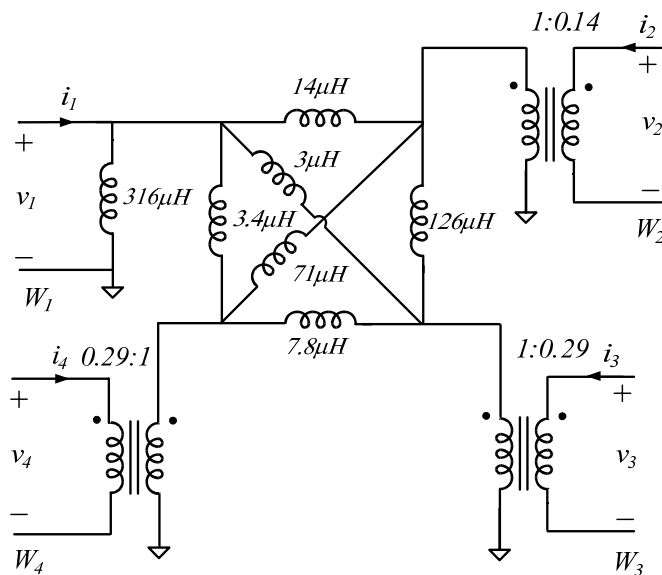 1:0.14
i2
+
v2
−
W2
14μH
i1
+
v1
−
W1
316μH
3μH
3.4μH
71μH
126μH
7.8μH
i4
0.29:1
+
v4
−
W4
1:0.29
i3
+
v3
−
W3